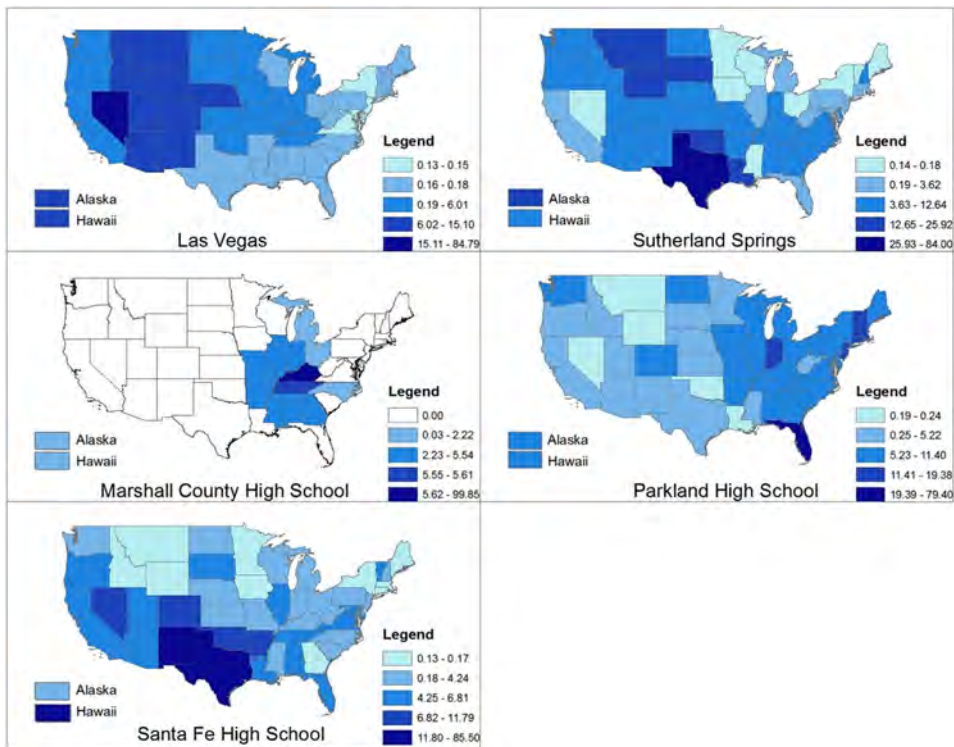 Legend
0.13 - 0.15
0.16 - 0.18
0.19 - 6.01
6.02 - 15.10
15.11 - 84.79
Alaska
Hawaii
Las Vegas
Legend
0.14 - 0.18
0.19 - 3.62
3.63 - 12.64
12.65 - 25.92
25.93 - 84.00
Alaska
Hawaii
Sutherland Springs
Legend
0.00
0.03 - 2.22
2.23 - 5.54
5.55 - 5.61
5.62 - 99.85
Alaska
Hawaii
Marshall County High School
Legend
0.19 - 0.24
0.25 - 5.22
5.23 - 11.40
11.41 - 19.38
19.39 - 79.40
Alaska
Hawaii
Parkland High School
Legend
0.13 - 0.17
0.18 - 4.24
4.25 - 6.81
6.82 - 11.79
11.80 - 85.50
Alaska
Hawaii
Santa Fe High School